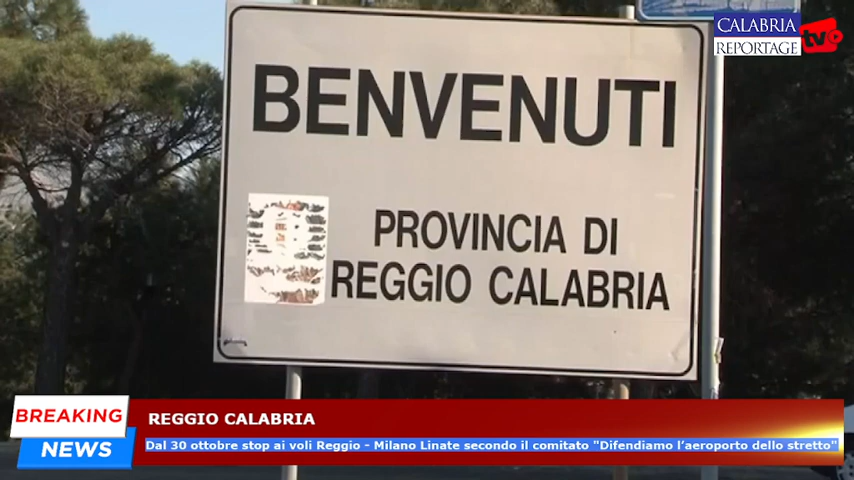 CALABRIA
REPORTAGE tv
BENVENUTI
PROVINCIA DI
REGGIO CALABRIA
BREAKING
NEWS
REGGIO CALABRIA
Dal 30 ottobre stop ai voli Reggio - Milano Linate secondo il comitato "Difendiamo l’aeroporto dello stretto"